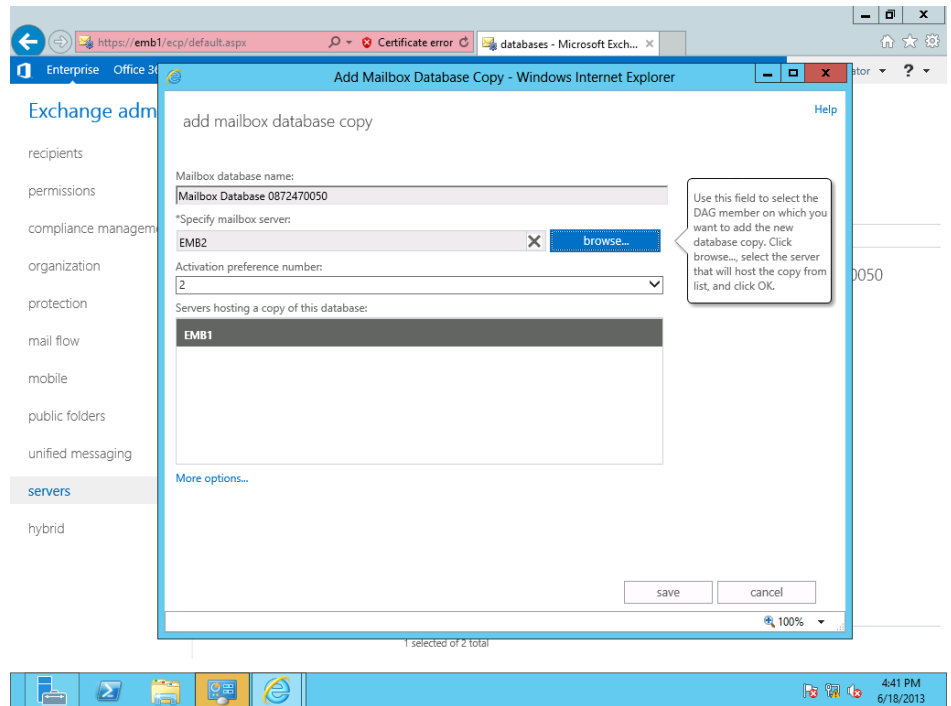 https://emb1/ecp/default.aspx
Certificate error
databases - Microsoft Exch...
Enterprise Office 36
Add Mailbox Database Copy - Windows Internet Explorer
ator
?
Exchange adm
Help
add mailbox database copy
recipients
permissions
compliance managem
organization
protection
mail flow
mobile
public folders
unified messaging
servers
hybrid
Mailbox database name:
Mailbox Database 0872470050
*Specify mailbox server:
EMB2
browse...
Activation preference number:
2
Servers hosting a copy of this database:
EMB1
More options...
Use this field to select the
DAG member on which you
want to add the new
database copy. Click
browse..., select the server
that will host the copy from
list, and click OK.
0050
save
cancel
100%
1 selected of 2 total
4:41 PM
6/18/2013